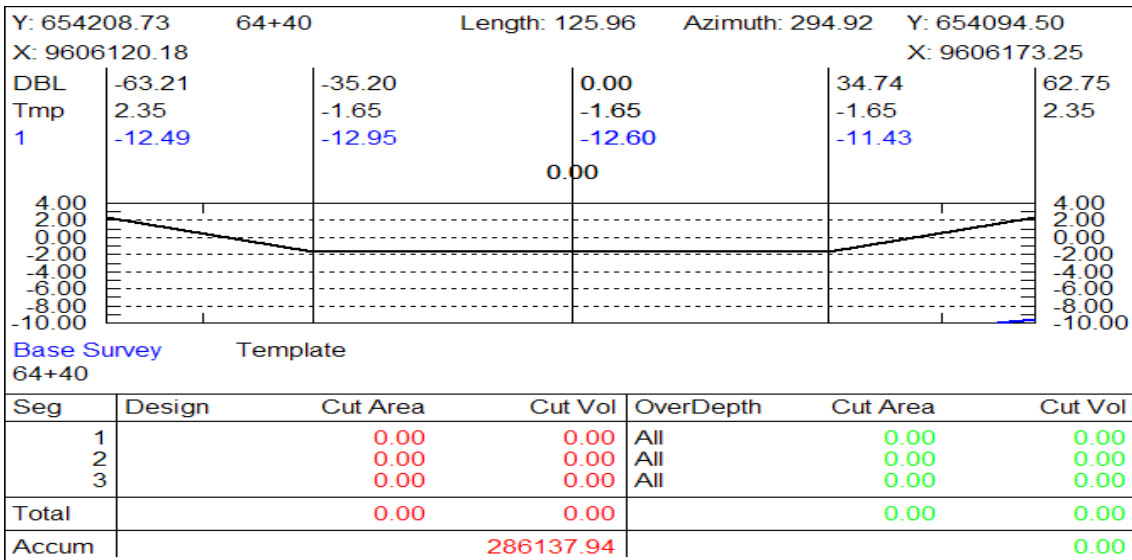 Y: 654208.73 64+40 Length: 125.96 Azimuth: 294.92 Y: 654094.50
X: 9606120.18 X: 9606173.25
DBL -63.21 -35.20 0.00 34.74 62.75
Tmp 2.35 -1.65 -1.65 -1.65 2.35
1 -12.49 -12.95 -12.60 -11.43
0.00
4.00 4.00
2.00 2.00
0.00 0.00
-2.00 -2.00
-4.00 -4.00
-6.00 -6.00
-8.00 -8.00
-10.00 -10.00
Base Survey Template
64+40
Seg Design Cut Area Cut Vol OverDepth Cut Area Cut Vol
1 0.00 0.00 All 0.00 0.00
2 0.00 0.00 All 0.00 0.00
3 0.00 0.00 All 0.00 0.00
Total 0.00 0.00 0.00 0.00
Accum 286137.94 0.00